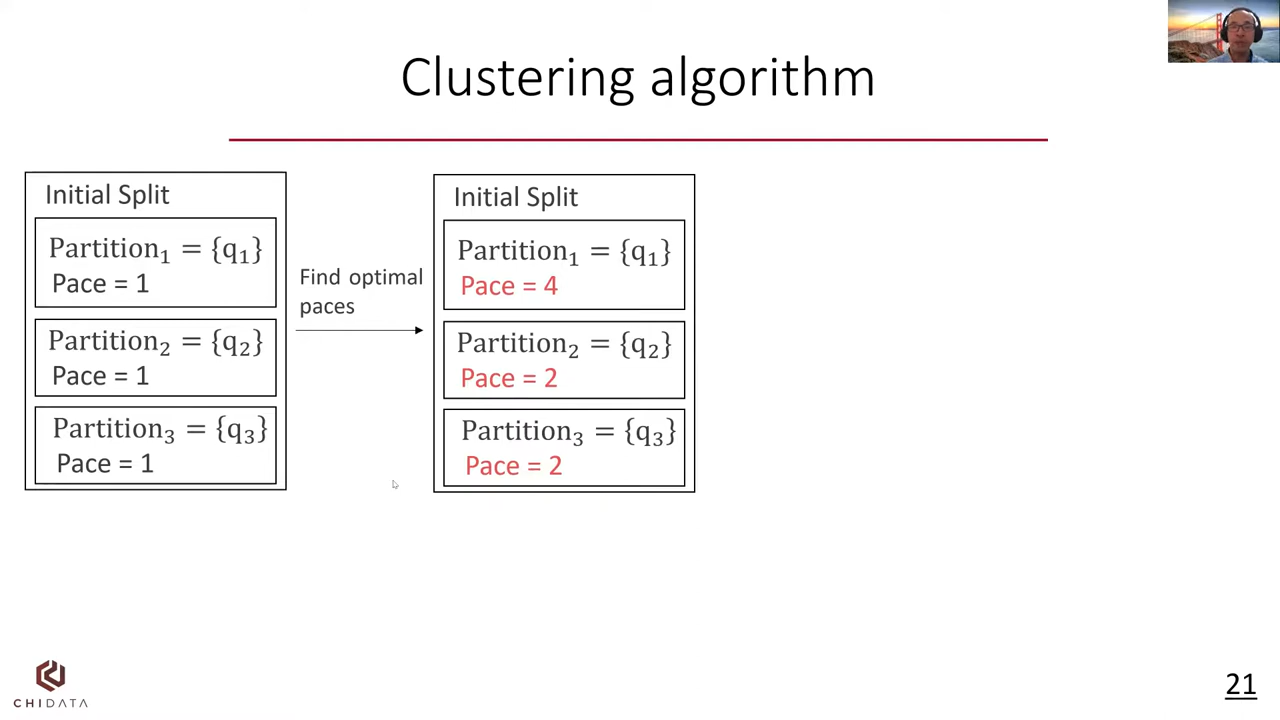 Clustering algorithm
Initial Split
Partition₁ = {q₁}
Pace = 1
Partition₂ = {q₂}
Pace = 1
Partition₃ = {q₃}
Pace = 1
Find optimal
paces
Initial Split
Partition₁ = {q₁}
Pace = 4
Partition₂ = {q₂}
Pace = 2
Partition₃ = {q₃}
Pace = 2
CHIDATA
21